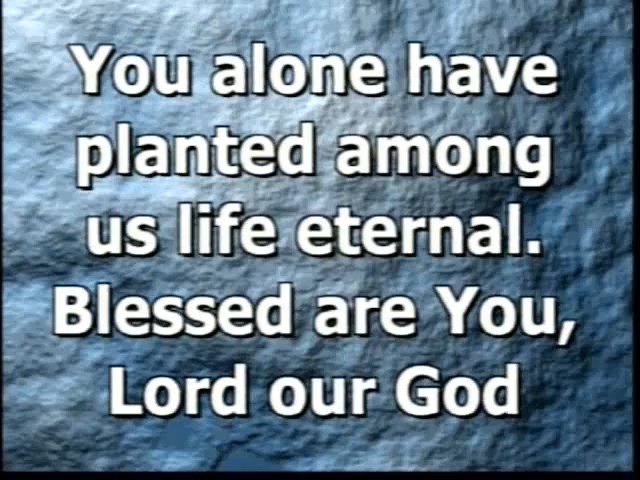 You alone have
planted among
us life eternal.
Blessed are You,
Lord our God